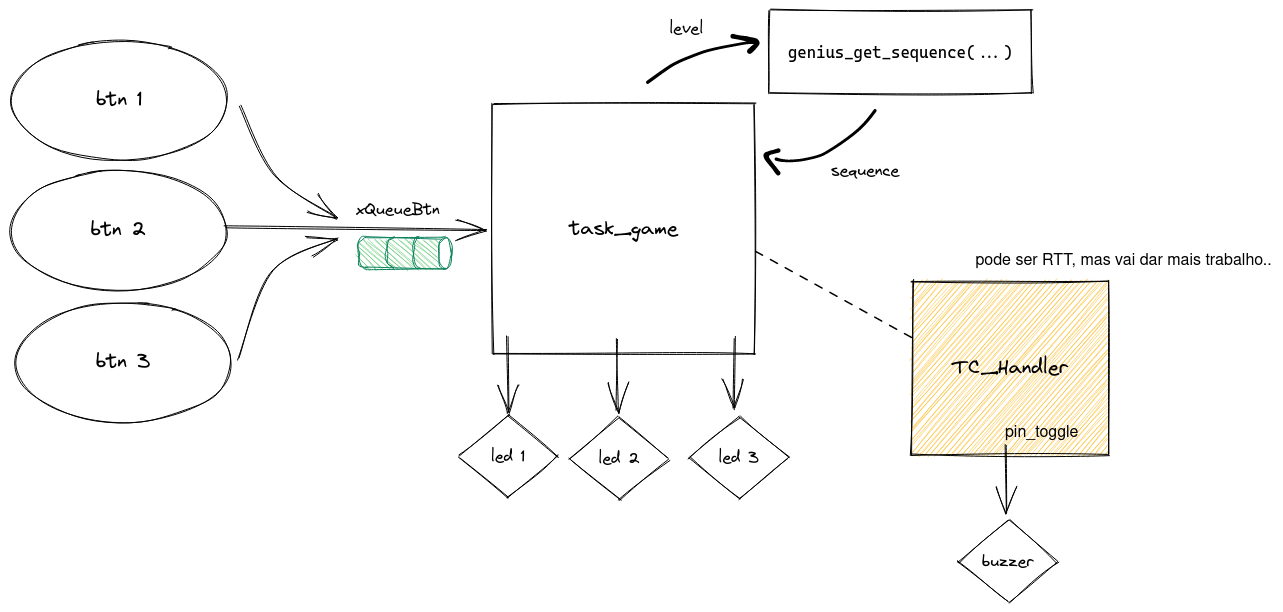 level
genius_get_sequence(...)
btn 1
sequence
xQueueBtn
btn 2
task_game
pode ser RTT, mas vai dar mais trabalho..
btn 3
TC_Handler
pin_toggle
led 1
led 2
led 3
buzzer